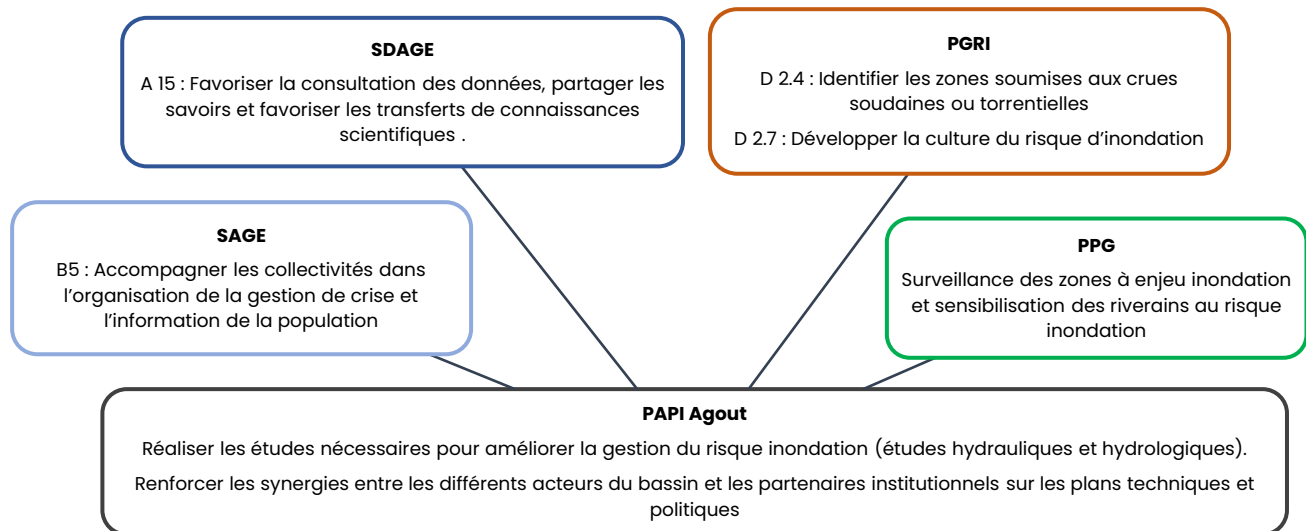 SDAGE
A 15 : Favoriser la consultation des données, partager les
savoirs et favoriser les transferts de connaissances
scientifiques .
PGRI
D 2.4 : Identifier les zones soumises aux crues
soudaines ou torrentielles
D 2.7 : Développer la culture du risque d’inondation
SAGE
B5 : Accompagner les collectivités dans
l’organisation de la gestion de crise et
l’information de la population
PPG
Surveillance des zones à enjeu inondation
et sensibilisation des riverains au risque
inondation
PAPI Agout
Réaliser les études nécessaires pour améliorer la gestion du risque inondation (études hydrauliques et hydrologiques).
Renforcer les synergies entre les différents acteurs du bassin et les partenaires institutionnels sur les plans techniques et
politiques